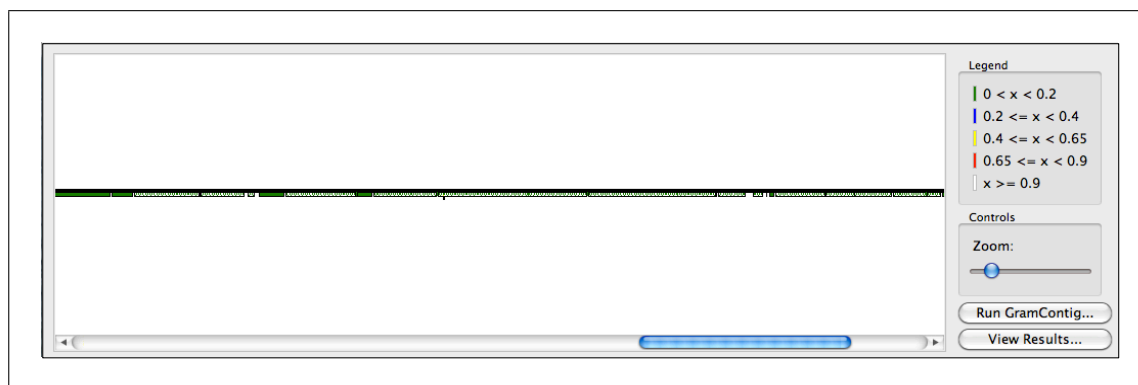 Legend
0 < x < 0.2
0.2 <= x < 0.4
0.4 <= x < 0.65
0.65 <= x < 0.9
x >= 0.9
Controls
Zoom:
Run GramContig...
View Results...